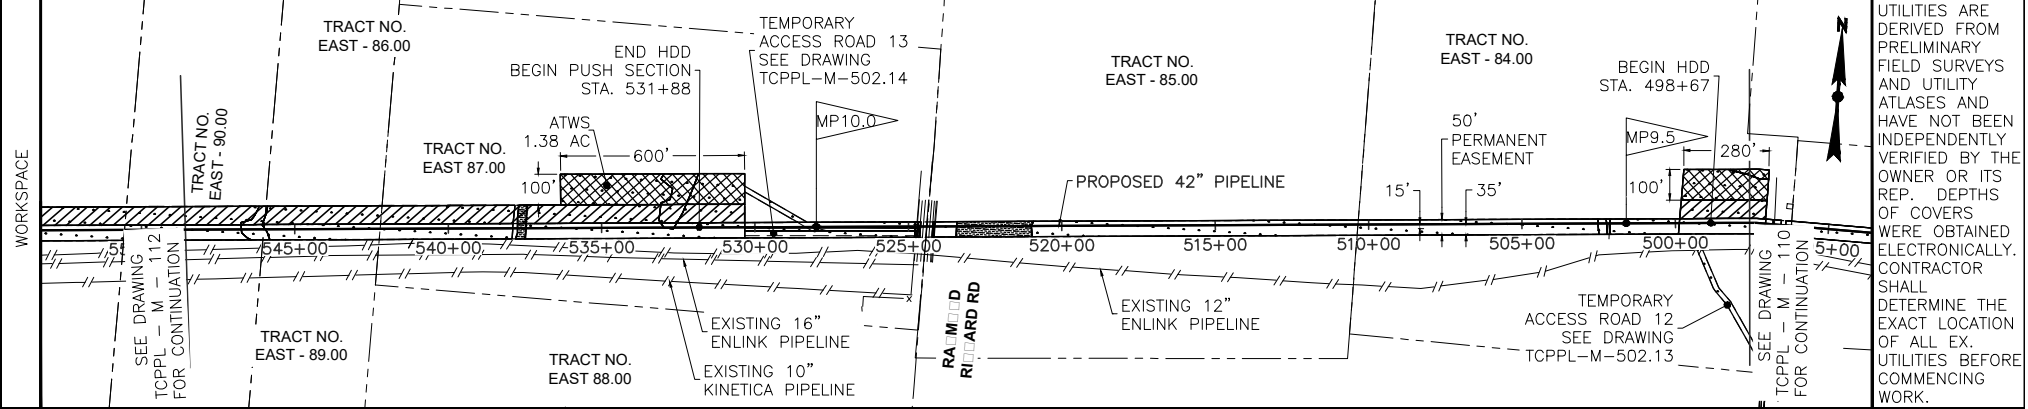 WORKSPACE
TRACT NO.
EAST - 86.00
TRACT NO.
EAST - 90.00
TRACT NO.
EAST 87.00
END HDD
BEGIN PUSH SECTION
STA. 531+88
ATWS
1.38 AC
600'
100'
TEMPORARY
ACCESS ROAD 13
SEE DRAWING
TCPPL-M-502.14
MP10.0
TRACT NO.
EAST - 85.00
PROPOSED 42" PIPELINE
TRACT NO.
EAST - 84.00
50'
PERMANENT
EASEMENT
15'
35'
BEGIN HDD
STA. 498+67
MP9.5
280'
100'
N
545+00
540+00
535+00
530+00
525+00
520+00
515+00
510+00
505+00
500+00
5+00
SEE DRAWING
TCPPL - M - 112
FOR CONTINUATION
TRACT NO.
EAST - 89.00
TRACT NO.
EAST 88.00
EXISTING 16"
ENLINK PIPELINE
EXISTING 10"
KINETICA PIPELINE
RA□M□□D
RI□□ARD RD
EXISTING 12"
ENLINK PIPELINE
TEMPORARY
ACCESS ROAD 12
SEE DRAWING
TCPPL-M-502.13
SEE DRAWING
TCPPL - M - 110
FOR CONTINUATION
UTILITIES ARE
DERIVED FROM
PRELIMINARY
FIELD SURVEYS
AND UTILITY
ATLASES AND
HAVE NOT BEEN
INDEPENDENTLY
VERIFIED BY THE
OWNER OR ITS
REP. DEPTHS
OF COVERS
WERE OBTAINED
ELECTRONICALLY.
CONTRACTOR
SHALL
DETERMINE THE
EXACT LOCATION
OF ALL EX.
UTILITIES BEFORE
COMMENCING
WORK.